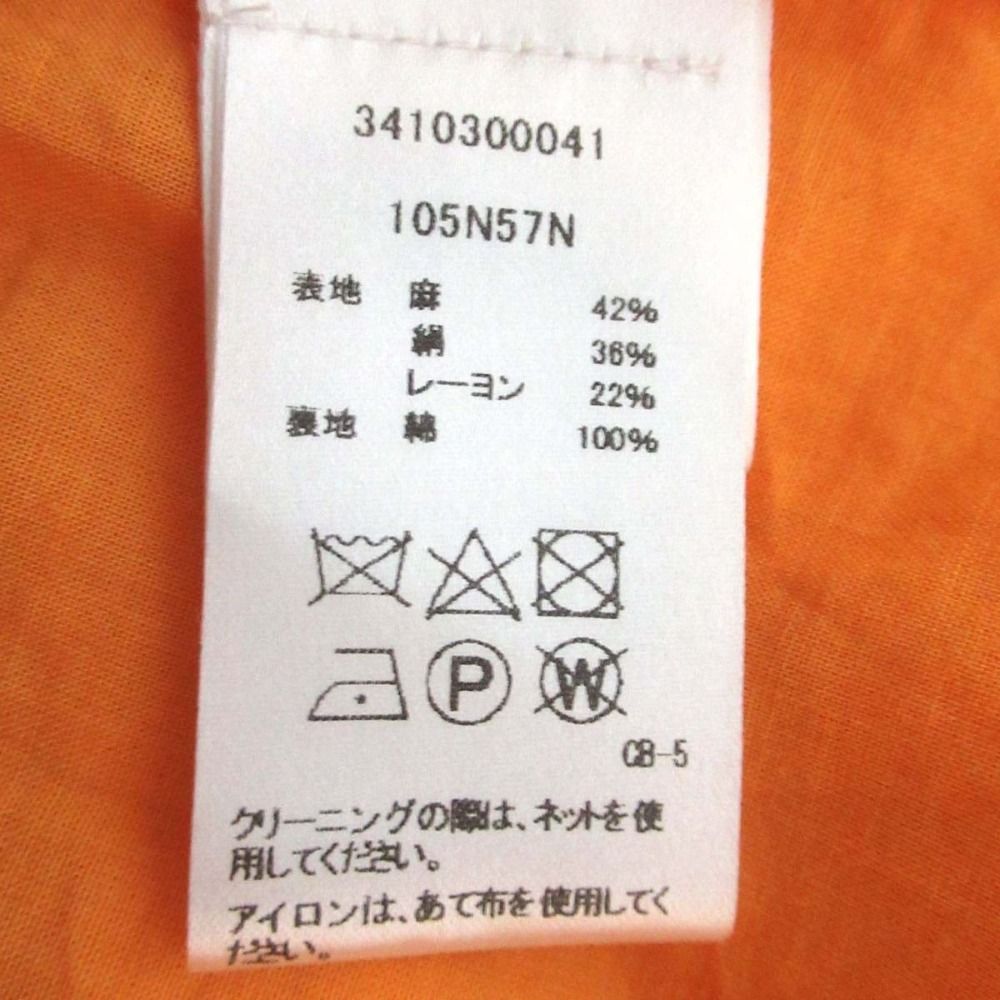 3410300041
105N57N
表地 麻 42%
絹 36%
レーヨン 22%
裏地 綿 100%
P W
CB-5
クリーニングの際は、ネットを使
用してください。
アイロンは、あて布を使用してく
ださい。